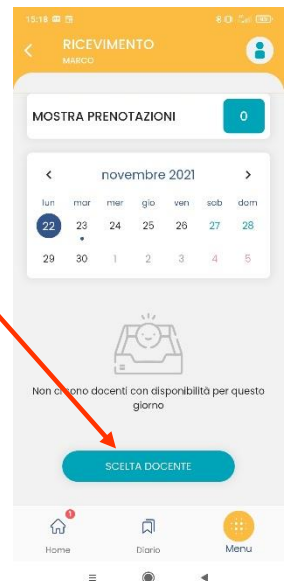 15:18
RICEVIMENTO
MARCO
MOSTRA PRENOTAZIONI 0
< novembre 2021 >
lun mar mer gio ven sab dom
22 23 24 25 26 27 28
29 30 1 2 3 4 5
Non ci sono docenti con disponibilità per questo
giorno
SCELTA DOCENTE
1
Home Diario Menu